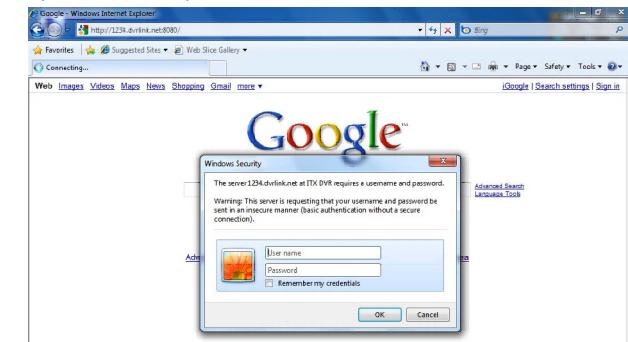 Google - Windows Internet Explorer
http://1234.dvrlink.net:8080/
Bing
Favorites Suggested Sites Web Slice Gallery
Connecting...
Page Safety Tools
Web Images Videos Maps News Shopping Gmail more
iGoogle | Search settings | Sign in
Google
Windows Security
The server1234.dvrlink.net at ITX DVR requires a username and password.
Warning: This server is requesting that your username and password be
sent in an insecure manner (basic authentication without a secure
connection).
Advanced Search
Language Tools
User name
Password
Remember my credentials
OK Cancel